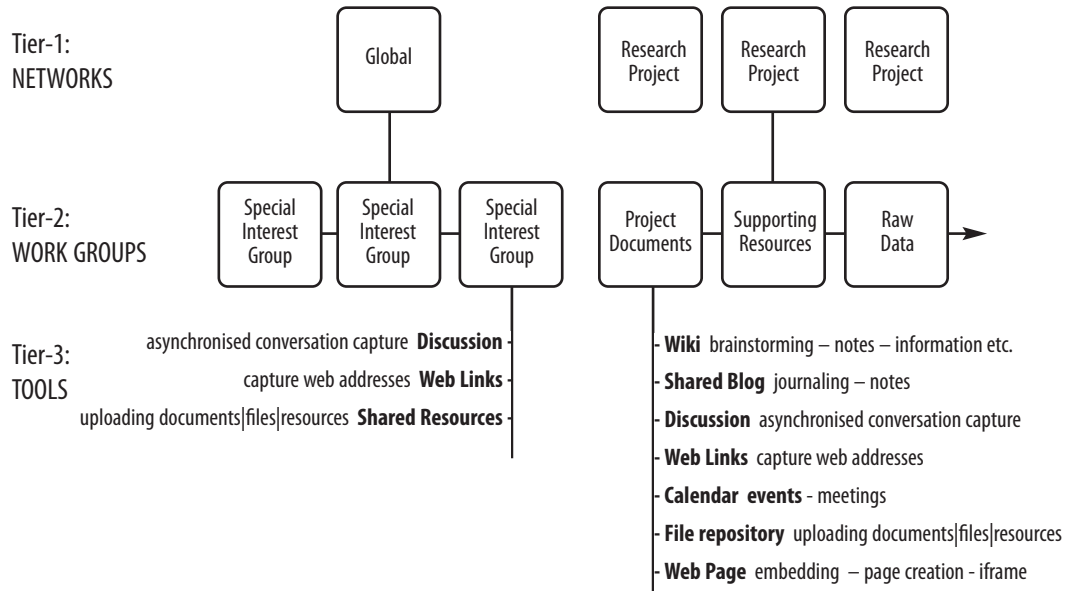 Tier-1:
NETWORKS
Global
Research
Project
Research
Project
Research
Project
Tier-2:
WORK GROUPS
Special
Interest
Group
Special
Interest
Group
Special
Interest
Group
Project
Documents
Supporting
Resources
Raw
Data
Tier-3:
TOOLS
asynchronised conversation capture Discussion-
capture web addresses Web Links-
uploading documents|files|resources Shared Resources-
- Wiki brainstorming – notes – information etc.
- Shared Blog journaling – notes
- Discussion asynchronised conversation capture
- Web Links capture web addresses
- Calendar events - meetings
- File repository uploading documents|files|resources
- Web Page embedding – page creation - iframe